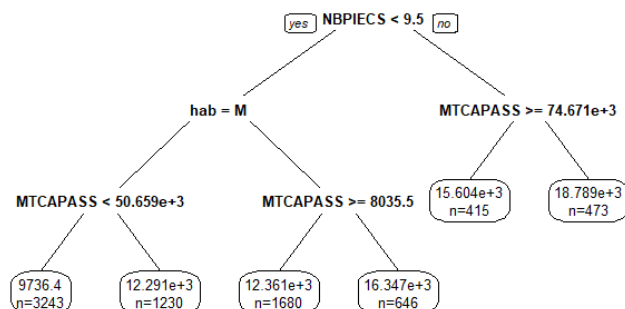 yes NBPIECS < 9.5 no
hab = M
MTCAPASS >= 74.671e+3
MTCAPASS < 50.659e+3
MTCAPASS >= 8035.5
15.604e+3
n=415
18.789e+3
n=473
9736.4
n=3243
12.291e+3
n=1230
12.361e+3
n=1680
16.347e+3
n=646